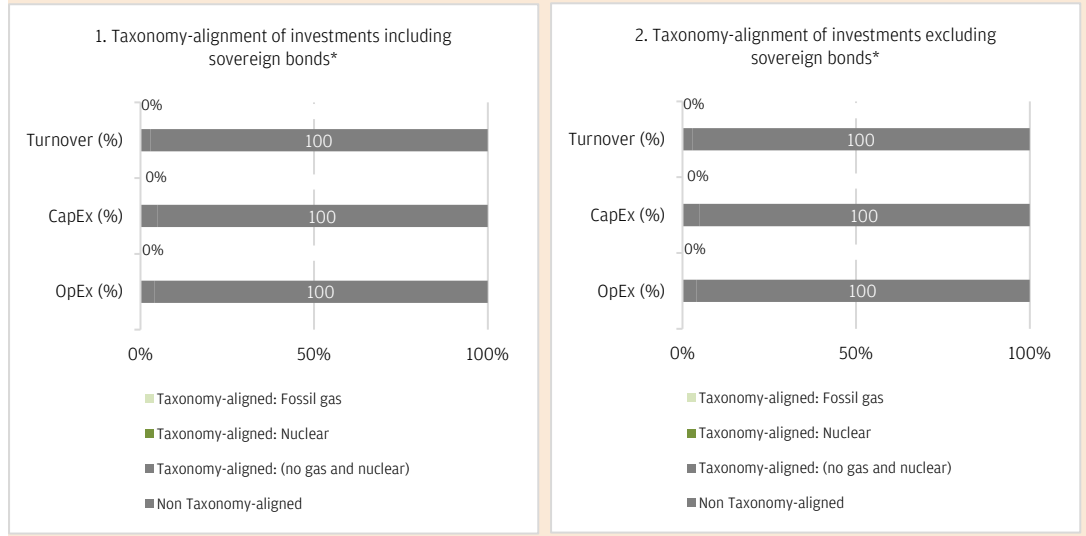 1. Taxonomy-alignment of investments including
sovereign bonds*
0%
Turnover (%)
100
0%
CapEx (%)
100
0%
OpEx (%)
100
0%
50%
100%
Taxonomy-aligned: Fossil gas
Taxonomy-aligned: Nuclear
Taxonomy-aligned: (no gas and nuclear)
Non Taxonomy-aligned
2. Taxonomy-alignment of investments excluding
sovereign bonds*
0%
Turnover (%)
100
0%
CapEx (%)
100
0%
OpEx (%)
100
0%
50%
100%
Taxonomy-aligned: Fossil gas
Taxonomy-aligned: Nuclear
Taxonomy-aligned: (no gas and nuclear)
Non Taxonomy-aligned